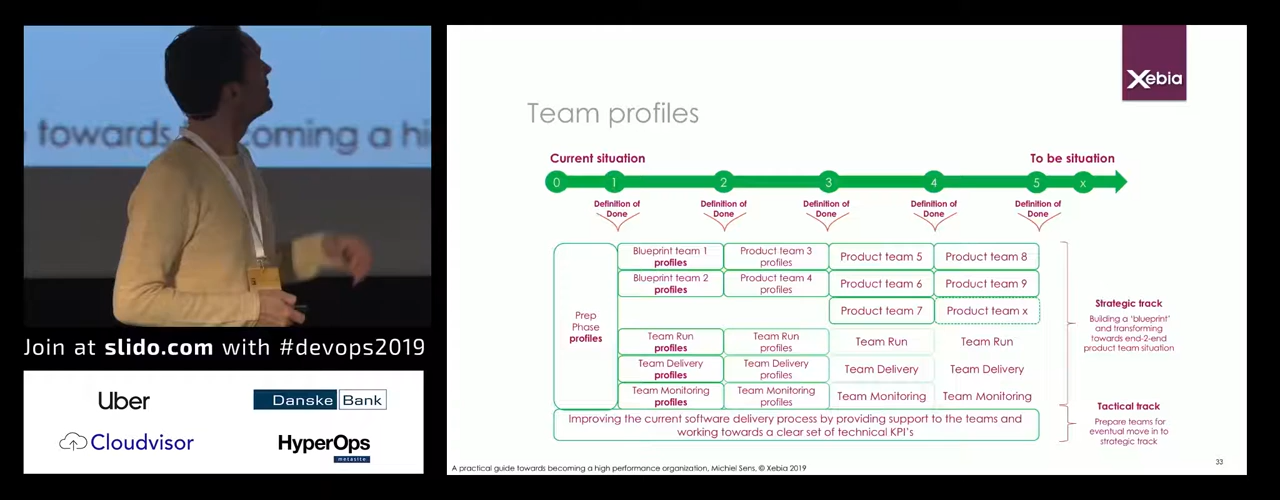 towards
coming a hi
Join at slido.com with #devops2019
Uber
Danske Bank
Cloudvisor
HyperOps
metasite
Xebia
Team profiles
Current situation
To be situation
0 1 2 3 4 5 x
Definition of
Done
Definition of
Done
Definition of
Done
Definition of
Done
Definition of
Done
Prep
Phase
profiles
Blueprint team 1
profiles
Product team 3
profiles
Product team 5
Product team 8
Blueprint team 2
profiles
Product team 4
profiles
Product team 6
Product team 9
Product team 7
Product team x
Team Run
profiles
Team Run
profiles
Team Run
Team Run
Team Delivery
profiles
Team Delivery
profiles
Team Delivery
Team Delivery
Team Monitoring
profiles
Team Monitoring
profiles
Team Monitoring
Team Monitoring
Improving the current software delivery process by providing support to the teams and
working towards a clear set of technical KPI's
Strategic track
Building a 'blueprint'
and transforming
towards end-2-end
product team situation
Tactical track
Prepare teams for
eventual move in to
strategic track
A practical guide towards becoming a high performance organization, Michiel Sens, © Xebia 2019
33